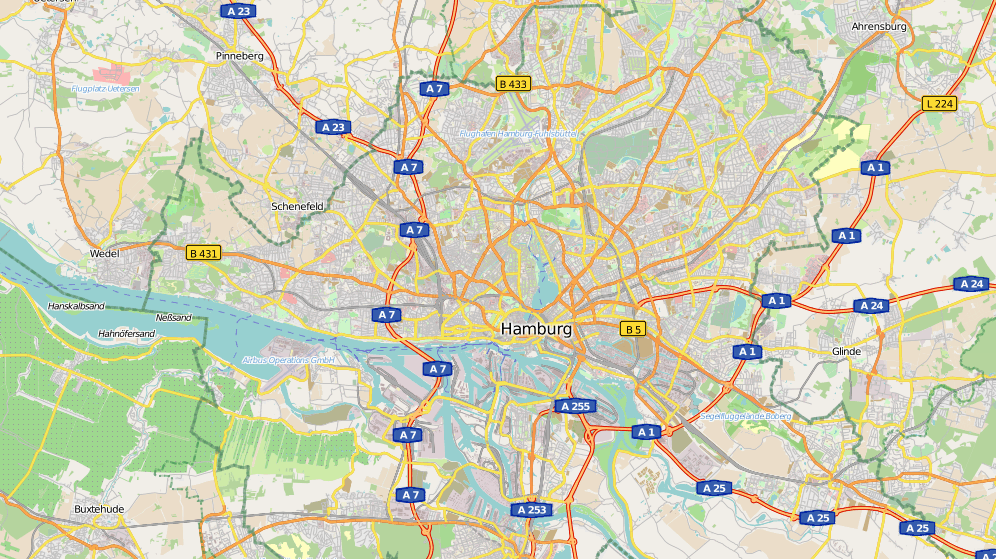 Uetersen
A 23
Ahrensburg
Pinneberg
B 433
A 7
Flugplatz Uetersen
L 224
A 23
Flughafen Hamburg-Fuhlsbüttel
A 7
A 1
Schenefeld
A 7
A 1
Wedel
B 431
A 24
A 1
A 24
Hanskalbsand
Neßsand
A 7
Hamburg
B 5
Hahnöfersand
A 1
Glinde
Airbus Operations GmbH
A 7
A 255
Segelfluggelände Boberg
A 7
A 1
A 25
A 7
Buxtehude
A 253
A 25
A 25